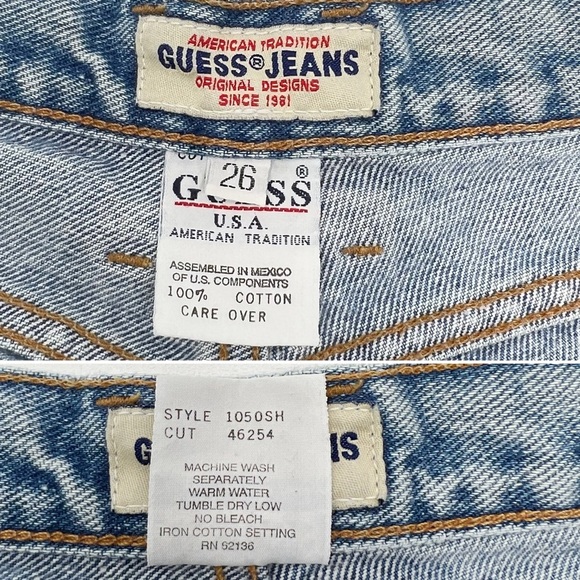 AMERICAN TRADITION
GUESS® JEANS
ORIGINAL DESIGNS
SINCE 1981
26
®
U.S.A.
AMERICAN TRADITION
ASSEMBLED IN MEXICO
OF U.S. COMPONENTS
100% COTTON
CARE OVER
STYLE 1050SH
CUT 46254
MACHINE WASH
SEPARATELY
WARM WATER
TUMBLE DRY LOW
NO BLEACH
IRON COTTON SETTING
RN 62136